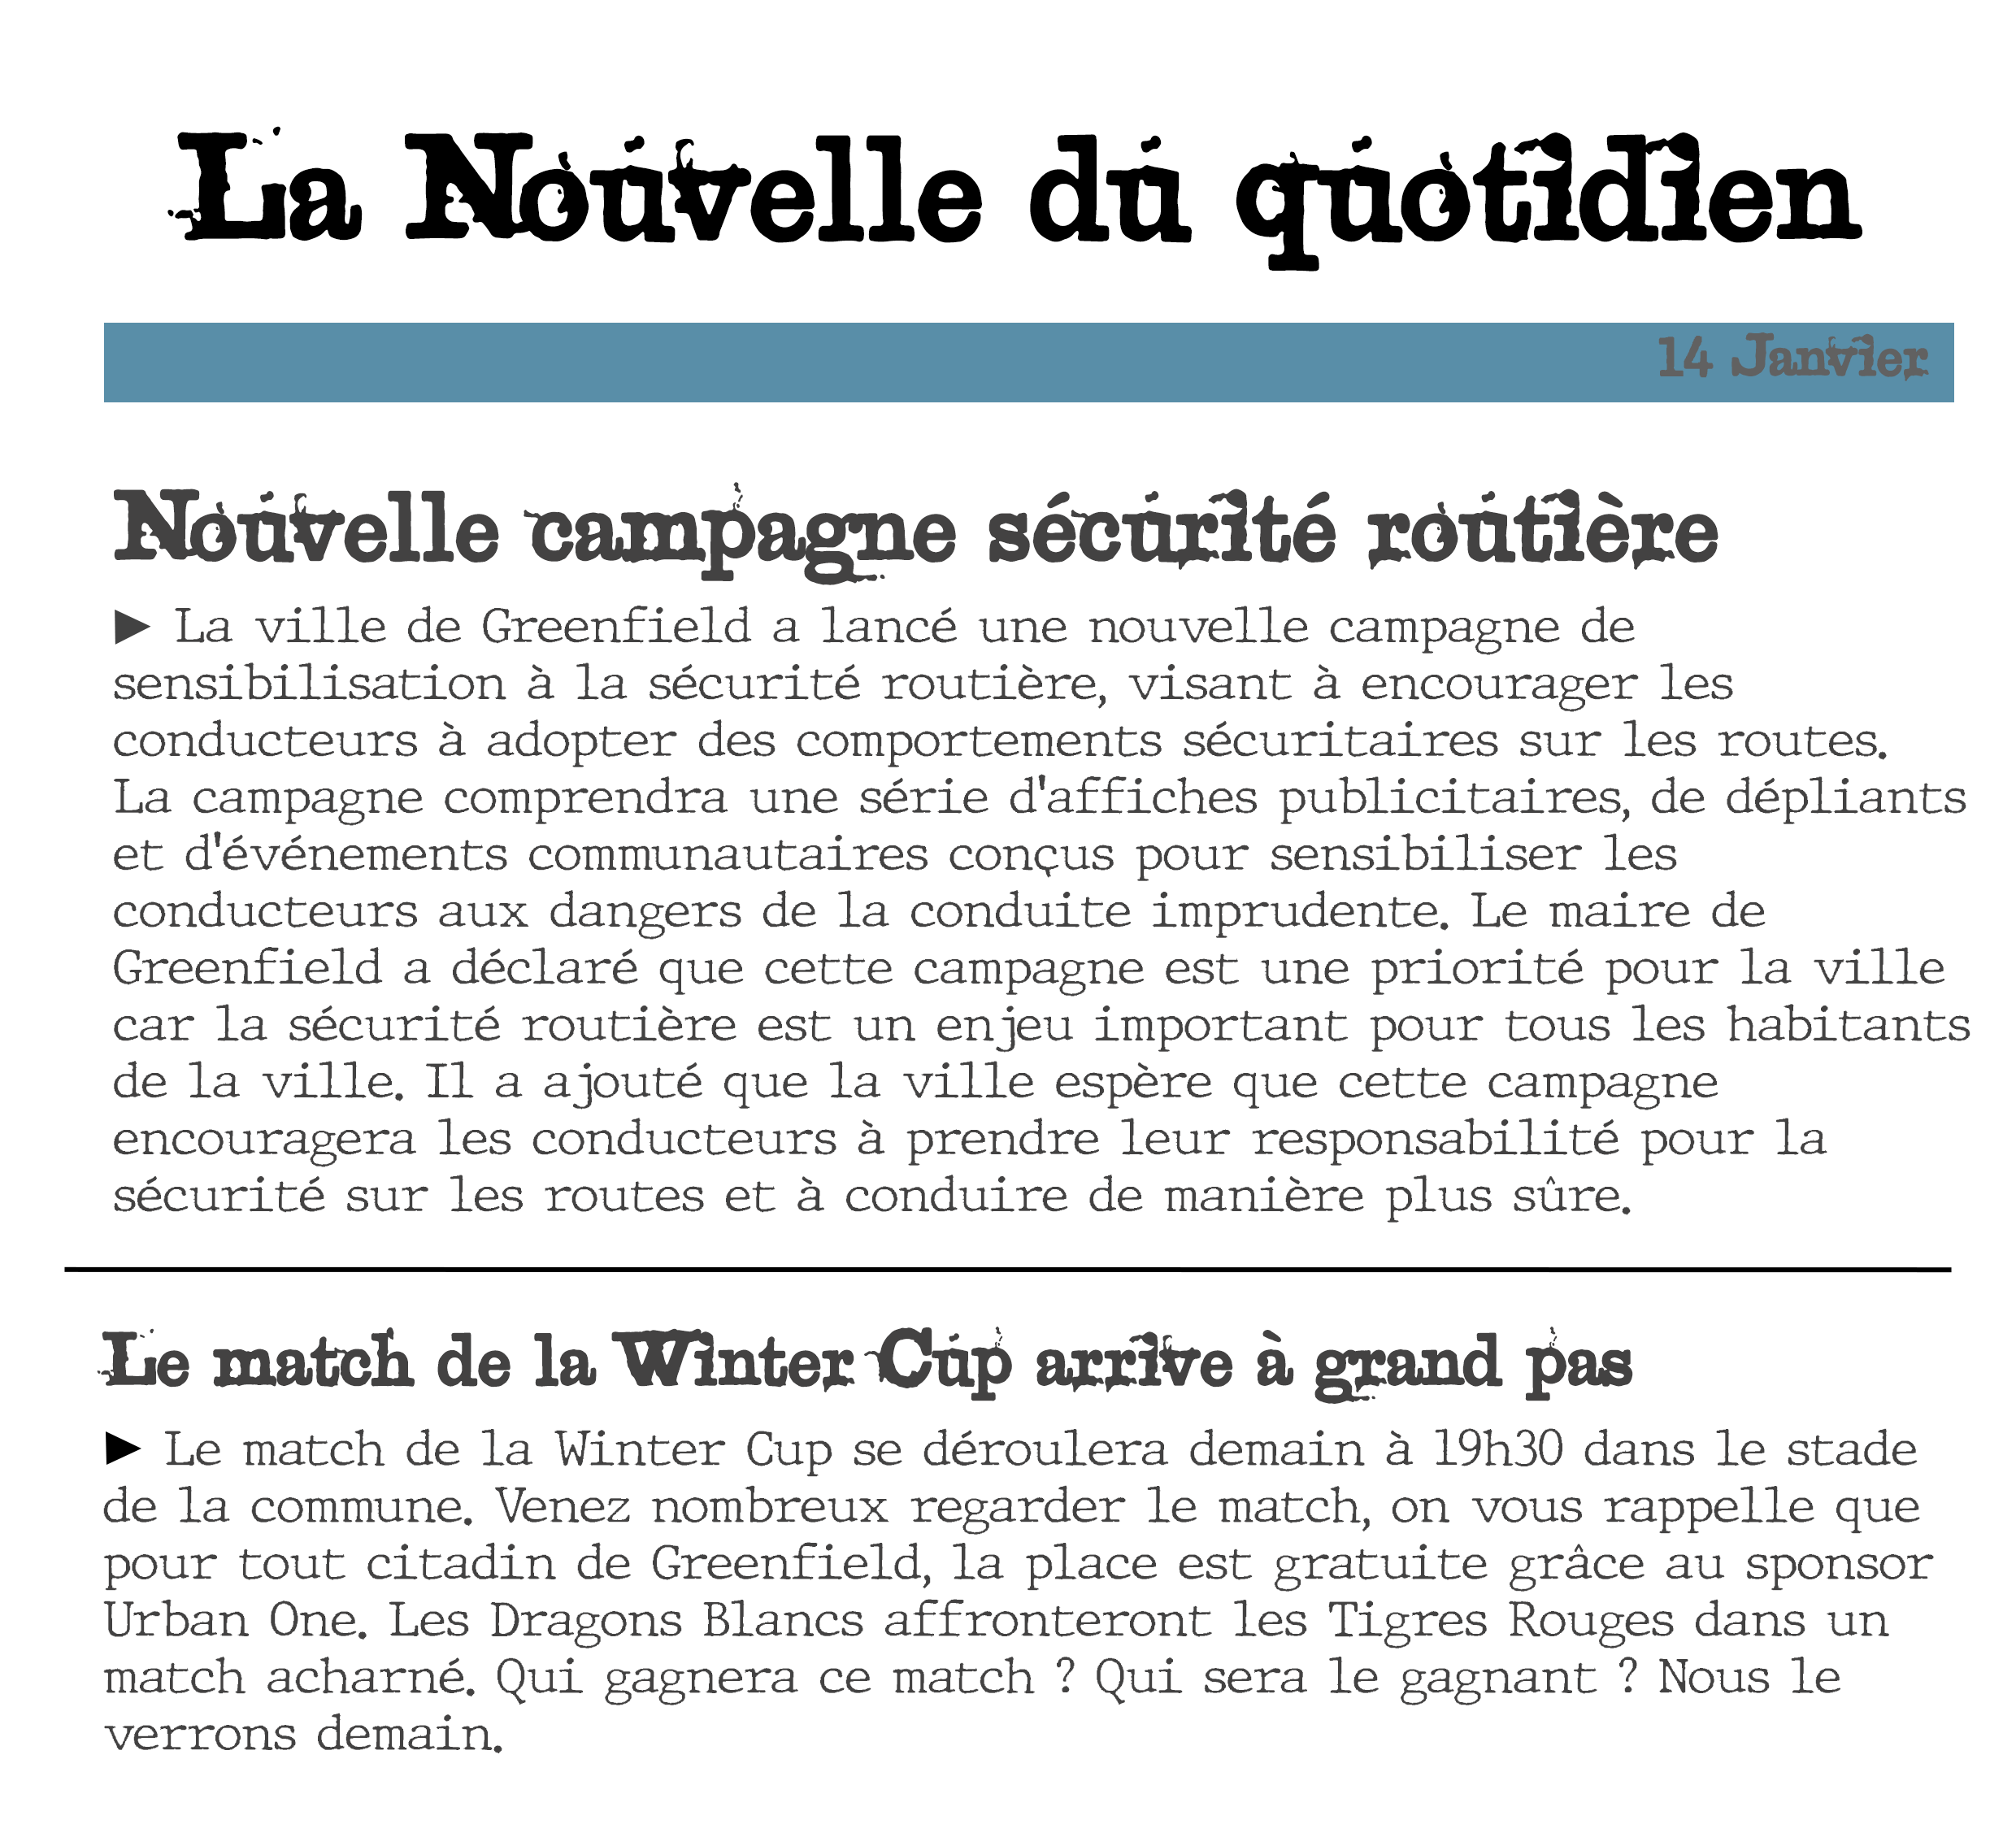 La Nouvelle du quotidien
14 Janvier
Nouvelle campagne sécurité routière
► La ville de Greenfield a lancé une nouvelle campagne de
sensibilisation à la sécurité routière, visant à encourager les
conducteurs à adopter des comportements sécuritaires sur les routes.
La campagne comprendra une série d'affiches publicitaires, de dépliants
et d'événements communautaires conçus pour sensibiliser les
conducteurs aux dangers de la conduite imprudente. Le maire de
Greenfield a déclaré que cette campagne est une priorité pour la ville
car la sécurité routière est un enjeu important pour tous les habitants
de la ville. Il a ajouté que la ville espère que cette campagne
encouragera les conducteurs à prendre leur responsabilité pour la
sécurité sur les routes et à conduire de manière plus sûre.
Le match de la Winter Cup arrive à grand pas
► Le match de la Winter Cup se déroulera demain à 19h30 dans le stade
de la commune. Venez nombreux regarder le match, on vous rappelle que
pour tout citadin de Greenfield, la place est gratuite grâce au sponsor
Urban One. Les Dragons Blancs affronteront les Tigres Rouges dans un
match acharné. Qui gagnera ce match ? Qui sera le gagnant ? Nous le
verrons demain.